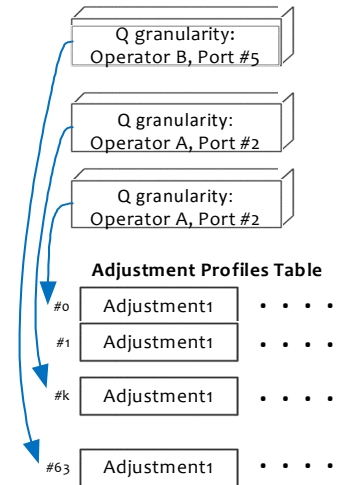 Q granularity:
Operator B, Port #5
Q granularity:
Operator A, Port #2
Q granularity:
Operator A, Port #2
Adjustment Profiles Table
#0 Adjustment1 . . . .
#1 Adjustment1 . . . .
#k Adjustment1 . . . .
#63 Adjustment1 . . . .